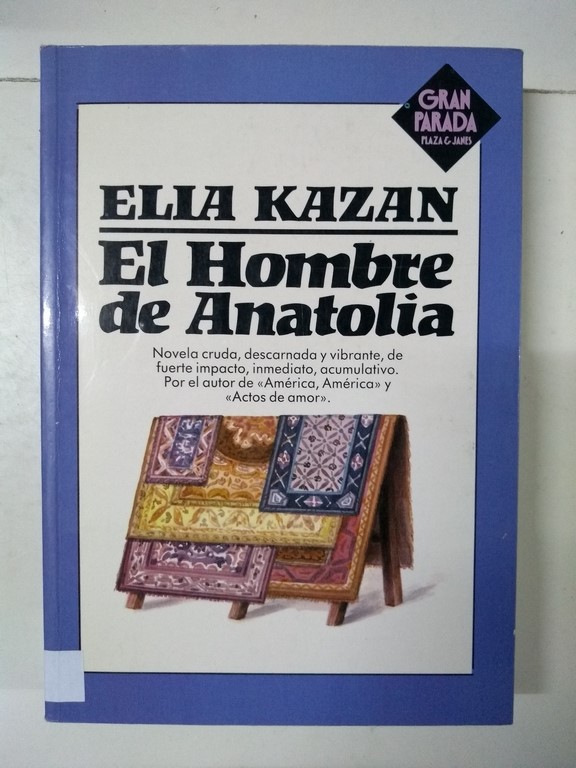 GRAN
PARADA
PLAZA & JANES
ELIA KAZAN
El Hombre
de Anatolia
Novela cruda, descarnada y vibrante, de
fuerte impacto, inmediato, acumulativo.
Por el autor de «América, América» y
«Actos de amor».